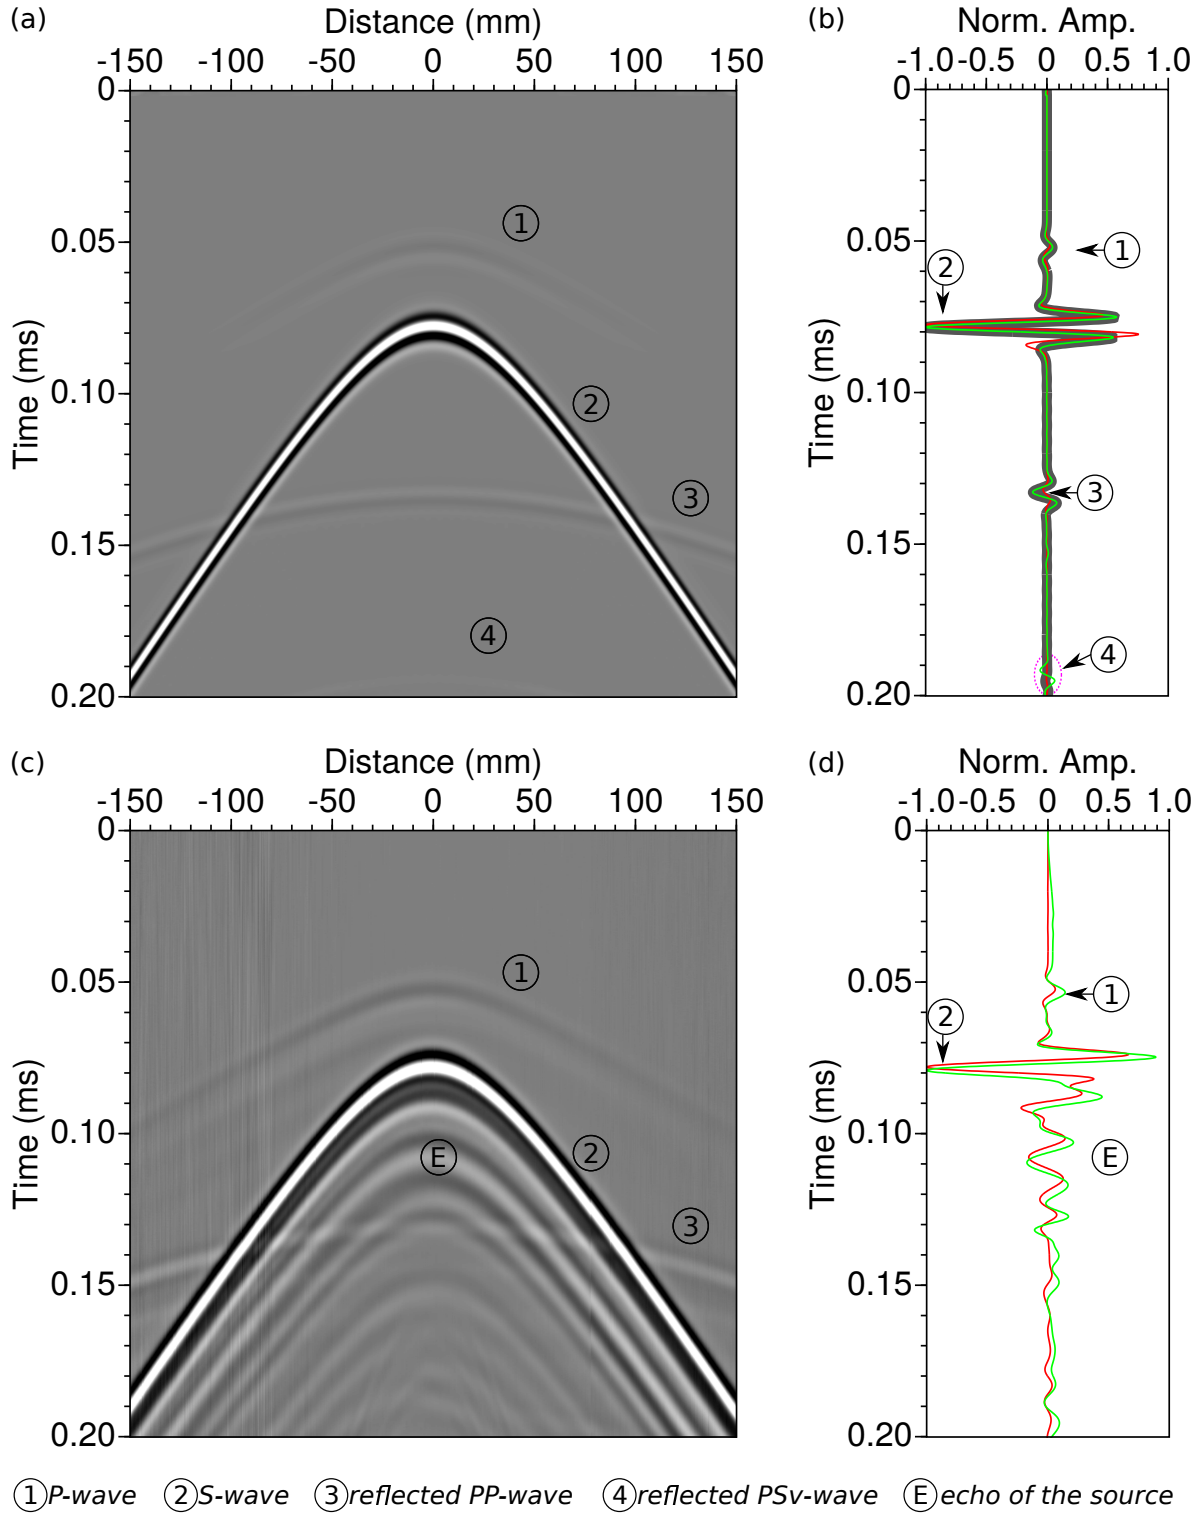 (a) Distance (mm) (b) Norm. Amp.
-150 -100 -50 0 50 100 150 -1.0 -0.5 0 0.5 1.0
0 0
1 1
0.05 0.05
2
Time (ms) Time (ms)
0.10 0.10
2
3 3
0.15 0.15
4 4
0.20 0.20
(c) Distance (mm) (d) Norm. Amp.
-150 -100 -50 0 50 100 150 -1.0 -0.5 0 0.5 1.0
0 0
1 1
0.05 0.05
2
Time (ms) Time (ms)
0.10 0.10
E 2 E
3
0.15 0.15
0.20 0.20
1 P-wave 2 S-wave 3 reflected PP-wave 4 reflected PSv-wave E echo of the source